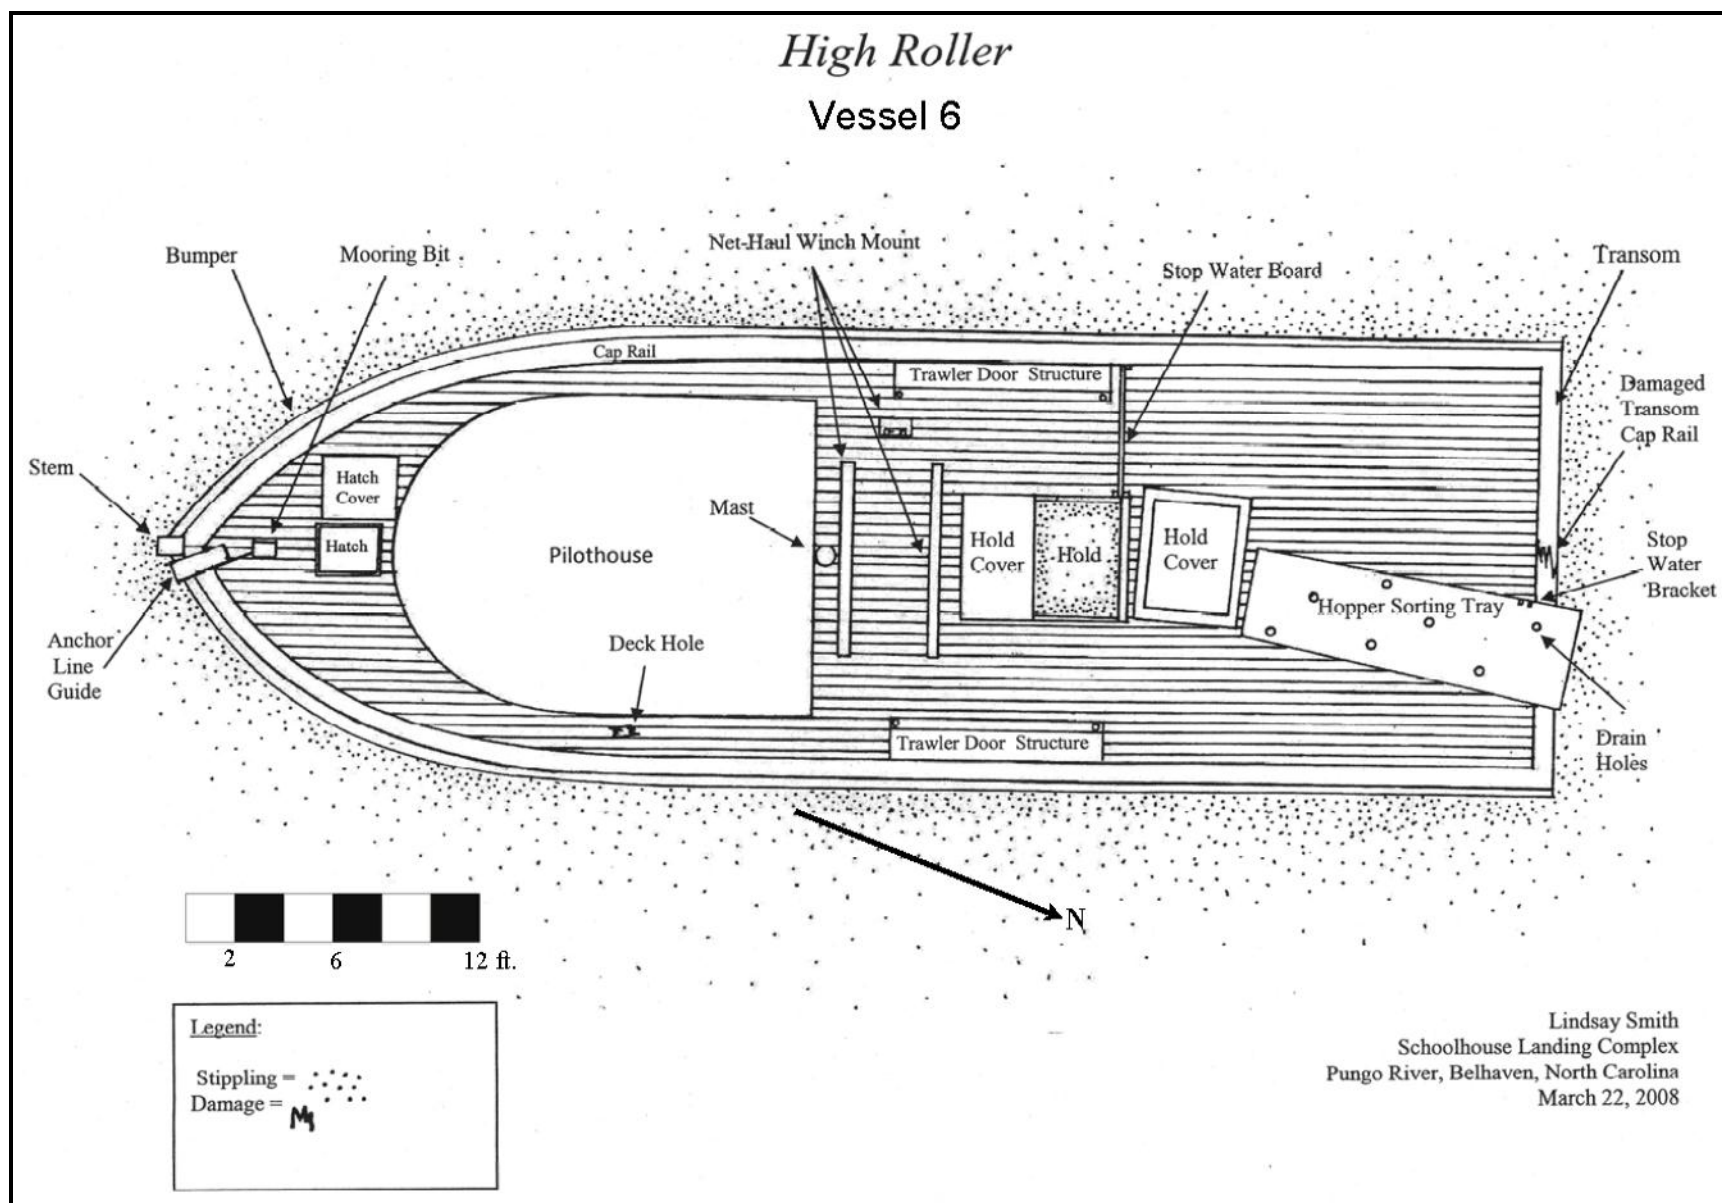 High Roller
Vessel 6
Bumper
Mooring Bit
Net-Haul Winch Mount
Stop Water Board
Transom
Cap Rail
Trawler Door Structure
Damaged
Transom
Cap Rail
Stem
Hatch
Cover
Hatch
Mast
Pilothouse
Hold
Cover
Hold
Hold
Cover
Stop
Water
Bracket
Hopper Sorting Tray
Anchor
Line
Guide
Deck Hole
Trawler Door Structure
Drain
Holes
N
2 6 12 ft.
Legend:
Stippling =
Damage =
Lindsay Smith
Schoolhouse Landing Complex
Pungo River, Belhaven, North Carolina
March 22, 2008